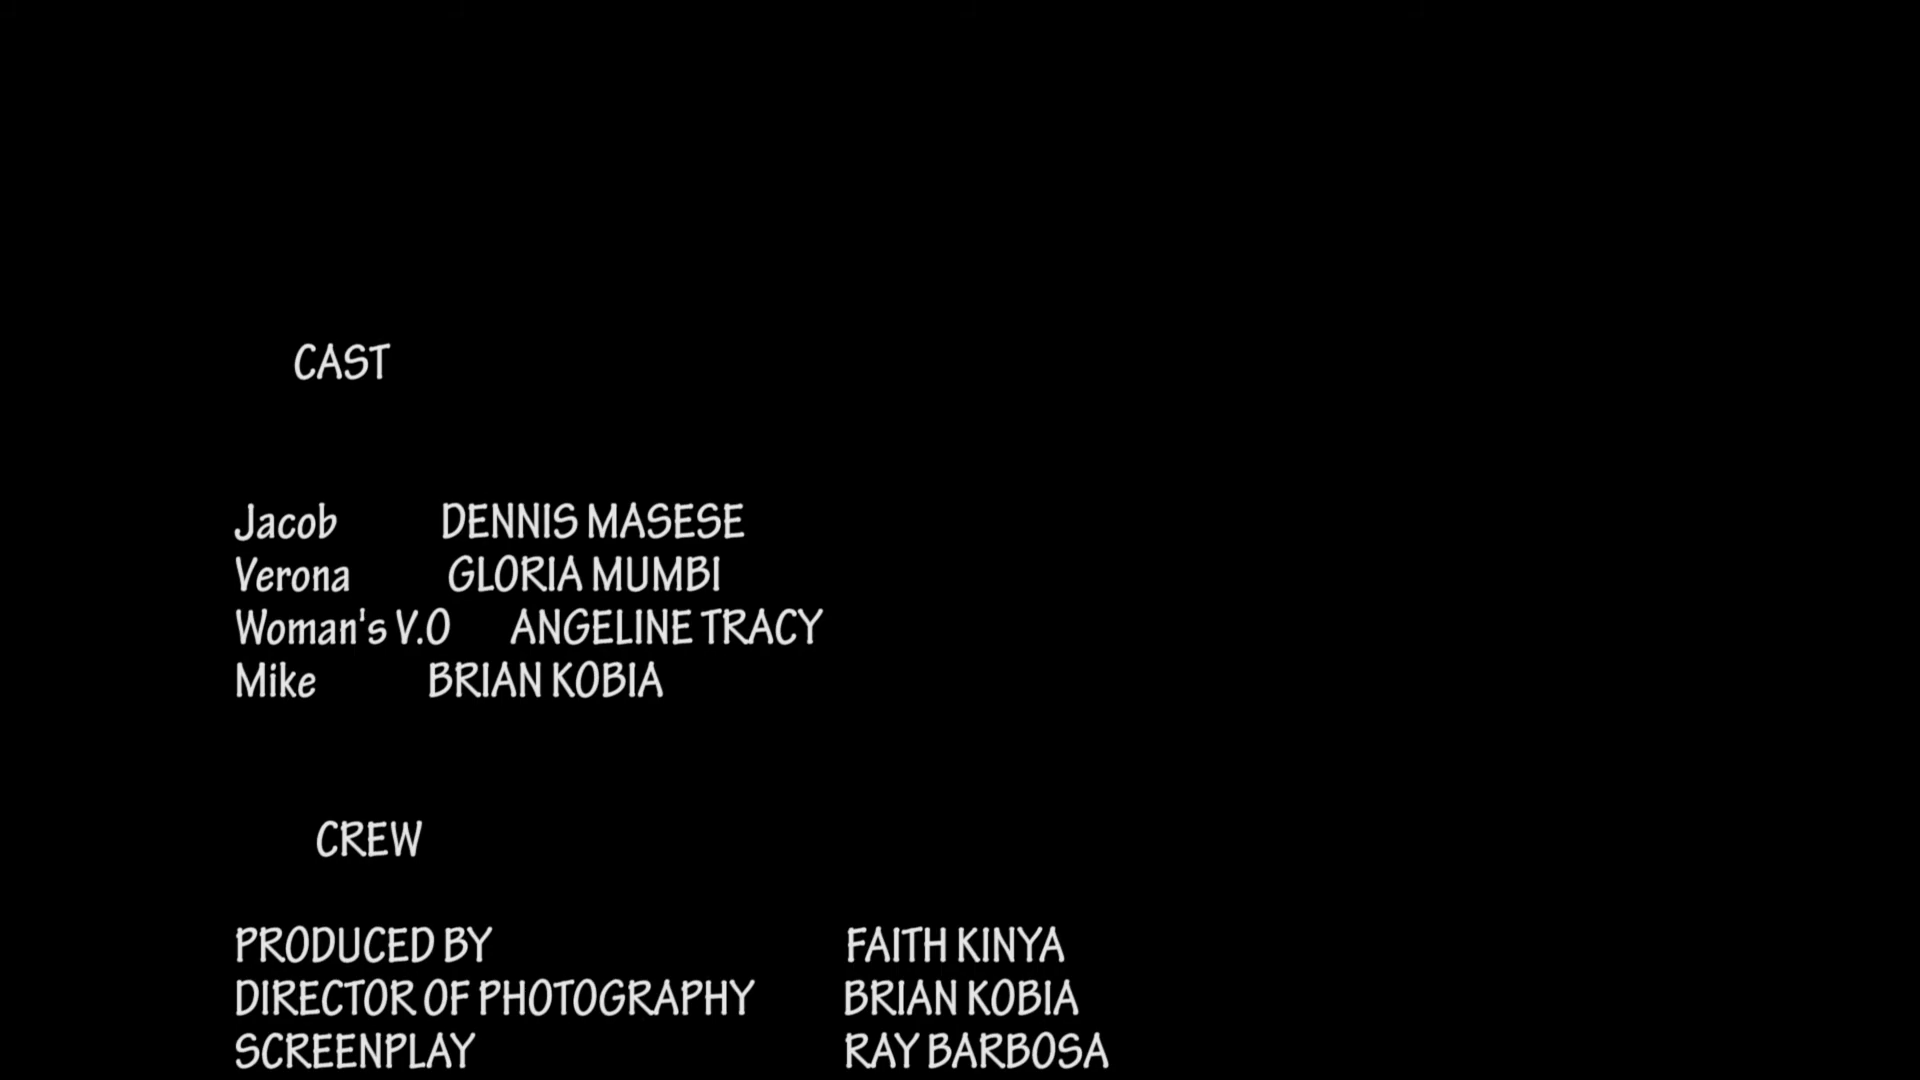 CAST
Jacob DENNIS MASESE
Verona GLORIA MUMBI
Woman's V.O ANGELINE TRACY
Mike BRIAN KOBIA
CREW
PRODUCED BY FAITH KINYA
DIRECTOR OF PHOTOGRAPHY BRIAN KOBIA
SCREENPLAY RAY BARBOSA